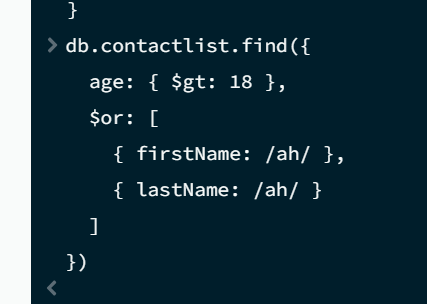 }
> db.contactlist.find({
age: { $gt: 18 },
$or: [
{ firstName: /ah/ },
{ lastName: /ah/ }
]
})
<